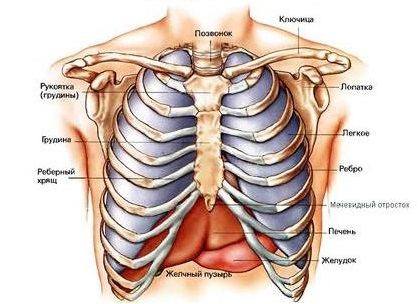 Ключица
Позвонок
Рукоятка
(грудины)
Лопатка
Грудина
Легкое
Реберный
хрящ
Ребро
Мечевидный отросток
Печень
Желчный пузырь
Желудок